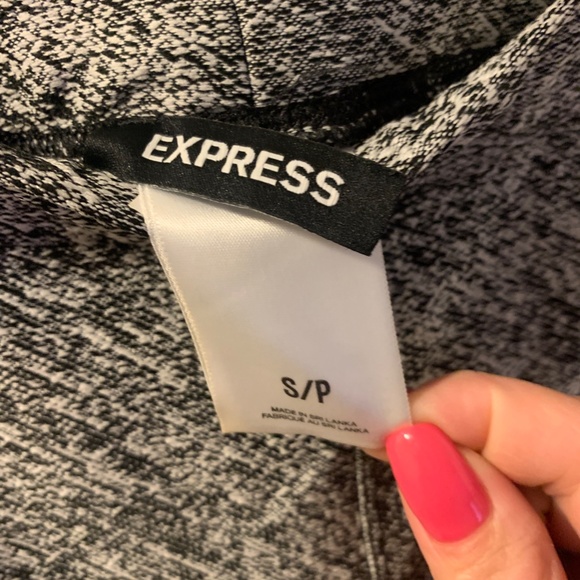 EXPRESS
S/P
MADE IN SRI LANKA
FABRIQUÉ AU SRI LANKA